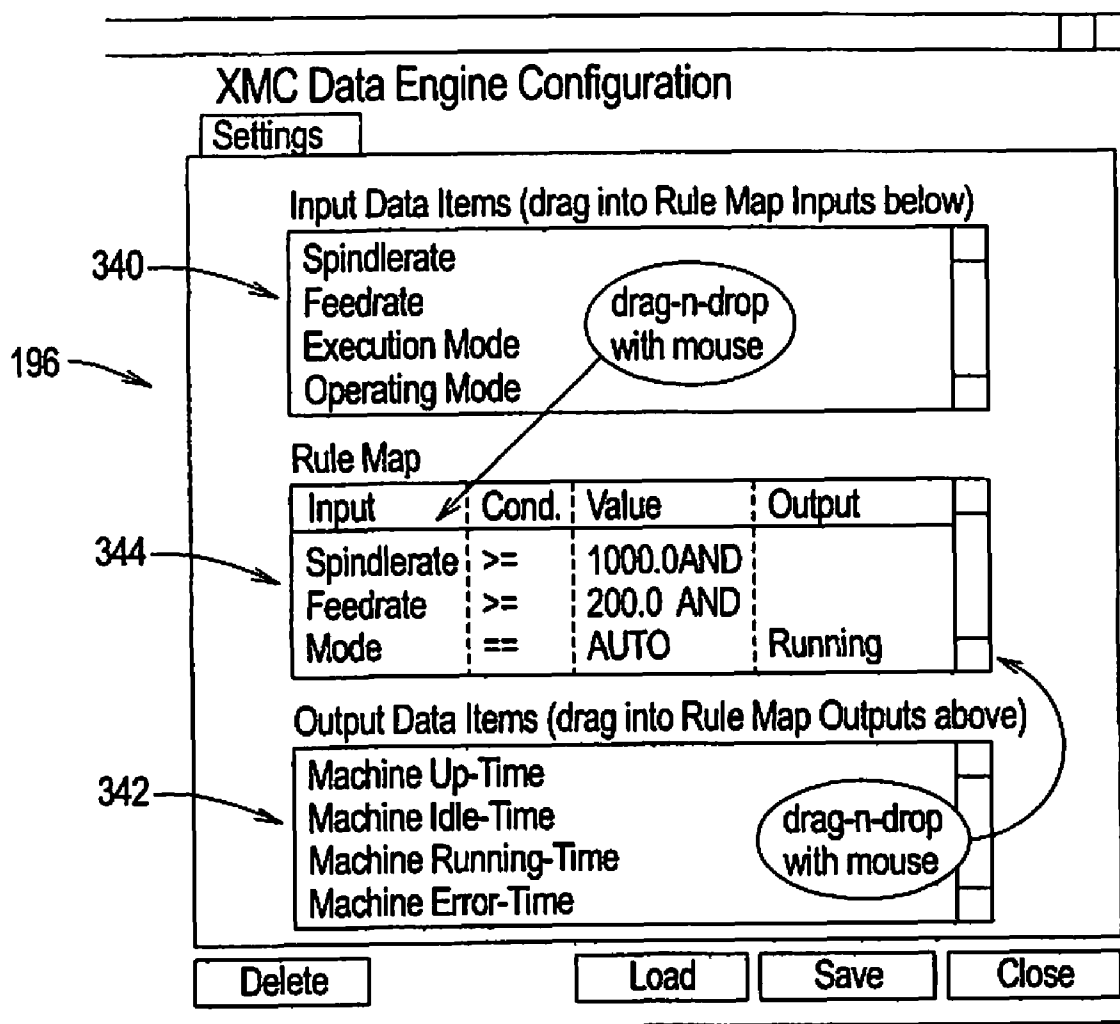 XMC Data Engine Configuration
Settings
Input Data Items (drag into Rule Map Inputs below)
340
Spindlerate
Feedrate
Execution Mode
Operating Mode
drag-n-drop
with mouse
196
Rule Map
Input Cond. Value Output
344
Spindlerate >= 1000.0AND
Feedrate >= 200.0 AND
Mode == AUTO Running
Output Data Items (drag into Rule Map Outputs above)
342
Machine Up-Time
Machine Idle-Time
Machine Running-Time
Machine Error-Time
drag-n-drop
with mouse
Delete Load Save Close